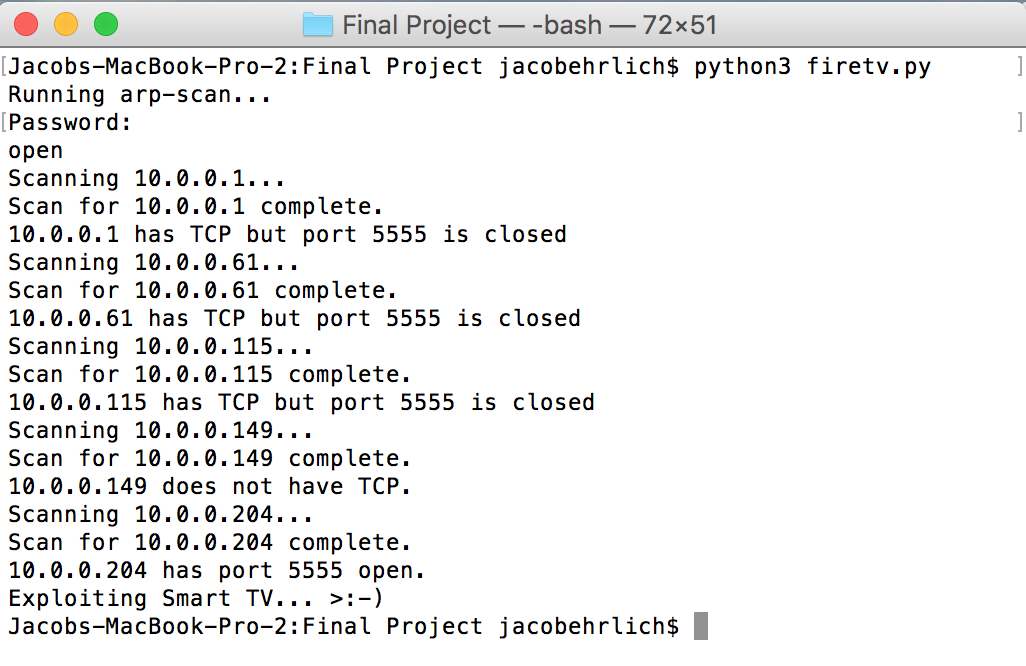 Final Project — -bash — 72×51
[Jacobs-MacBook-Pro-2:Final Project jacobehrlich$ python3 firetv.py ]
Running arp-scan...
[Password: ]
open
Scanning 10.0.0.1...
Scan for 10.0.0.1 complete.
10.0.0.1 has TCP but port 5555 is closed
Scanning 10.0.0.61...
Scan for 10.0.0.61 complete.
10.0.0.61 has TCP but port 5555 is closed
Scanning 10.0.0.115...
Scan for 10.0.0.115 complete.
10.0.0.115 has TCP but port 5555 is closed
Scanning 10.0.0.149...
Scan for 10.0.0.149 complete.
10.0.0.149 does not have TCP.
Scanning 10.0.0.204...
Scan for 10.0.0.204 complete.
10.0.0.204 has port 5555 open.
Exploiting Smart TV... >:-)
Jacobs-MacBook-Pro-2:Final Project jacobehrlich$